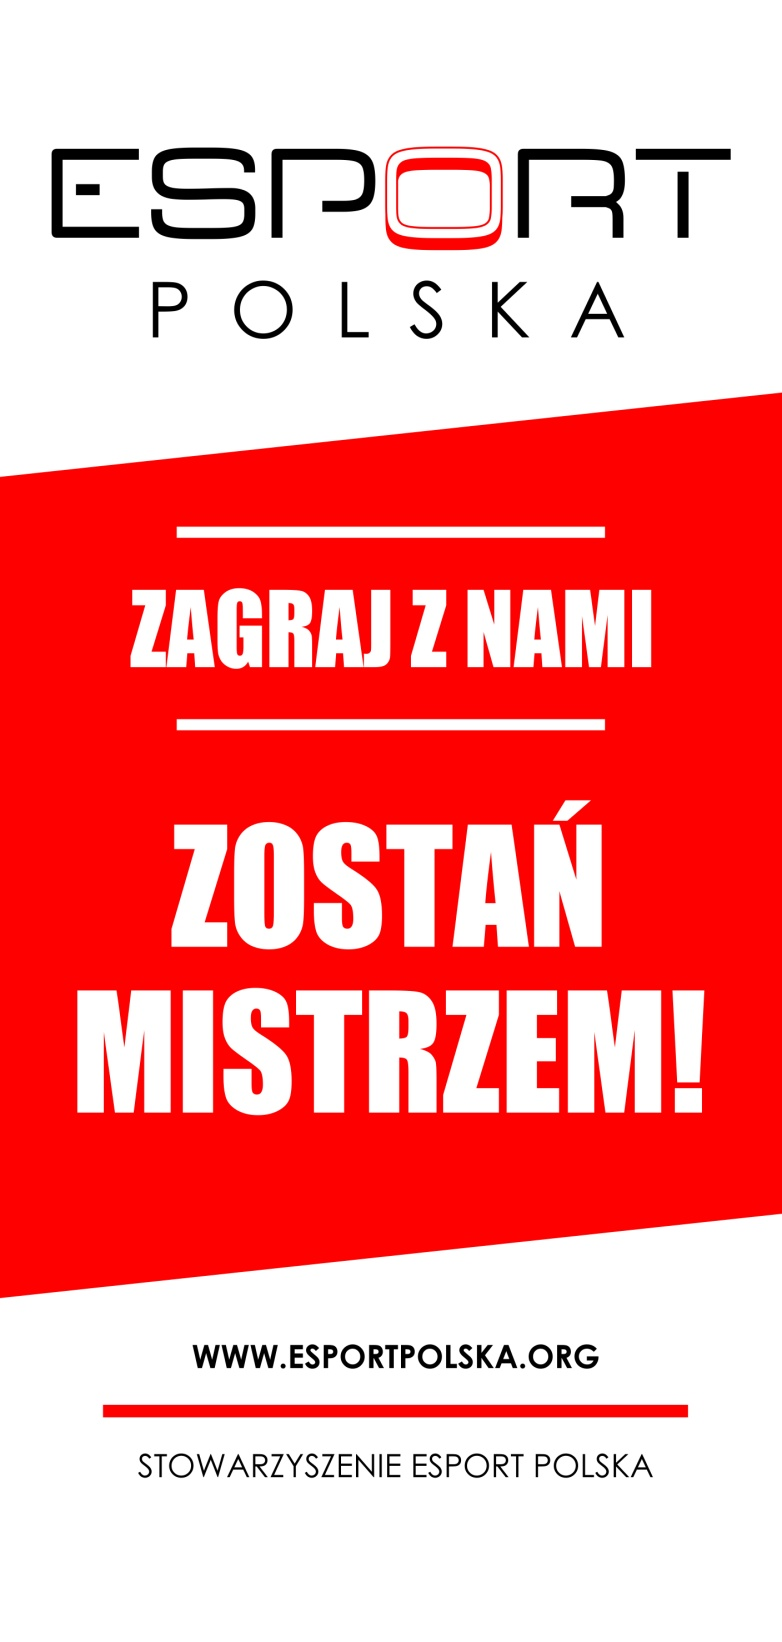 ESPORT
POLSKA
ZAGRAJ Z NAMI
ZOSTAŃ
MISTRZEM!
WWW.ESPORTPOLSKA.ORG
STOWARZYSZENIE ESPORT POLSKA